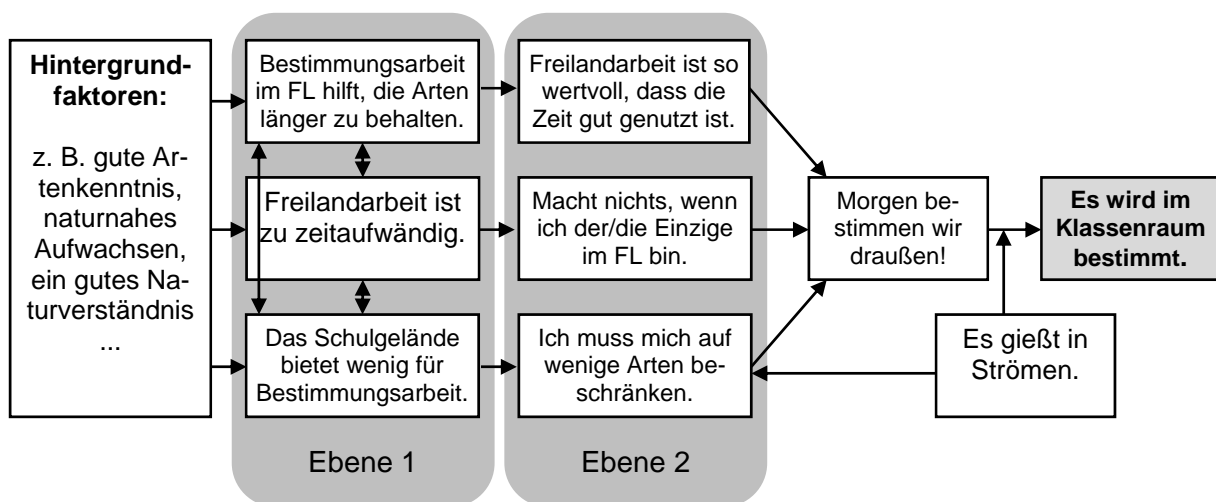 Hintergrund-
faktoren:
z. B. gute Ar-
tenkenntnis,
naturnahes
Aufwachsen,
ein gutes Na-
turverständnis
...
Bestimmungsarbeit
im FL hilft, die Arten
länger zu behalten.
Freilandarbeit ist
zu zeitaufwändig.
Das Schulgelände
bietet wenig für
Bestimmungsarbeit.
Ebene 1
Freilandarbeit ist so
wertvoll, dass die
Zeit gut genutzt ist.
Macht nichts, wenn
ich der/die Einzige
im FL bin.
Ich muss mich auf
wenige Arten be-
schränken.
Ebene 2
Morgen be-
stimmen wir
draußen!
Es wird im
Klassenraum
bestimmt.
Es gießt in
Strömen.